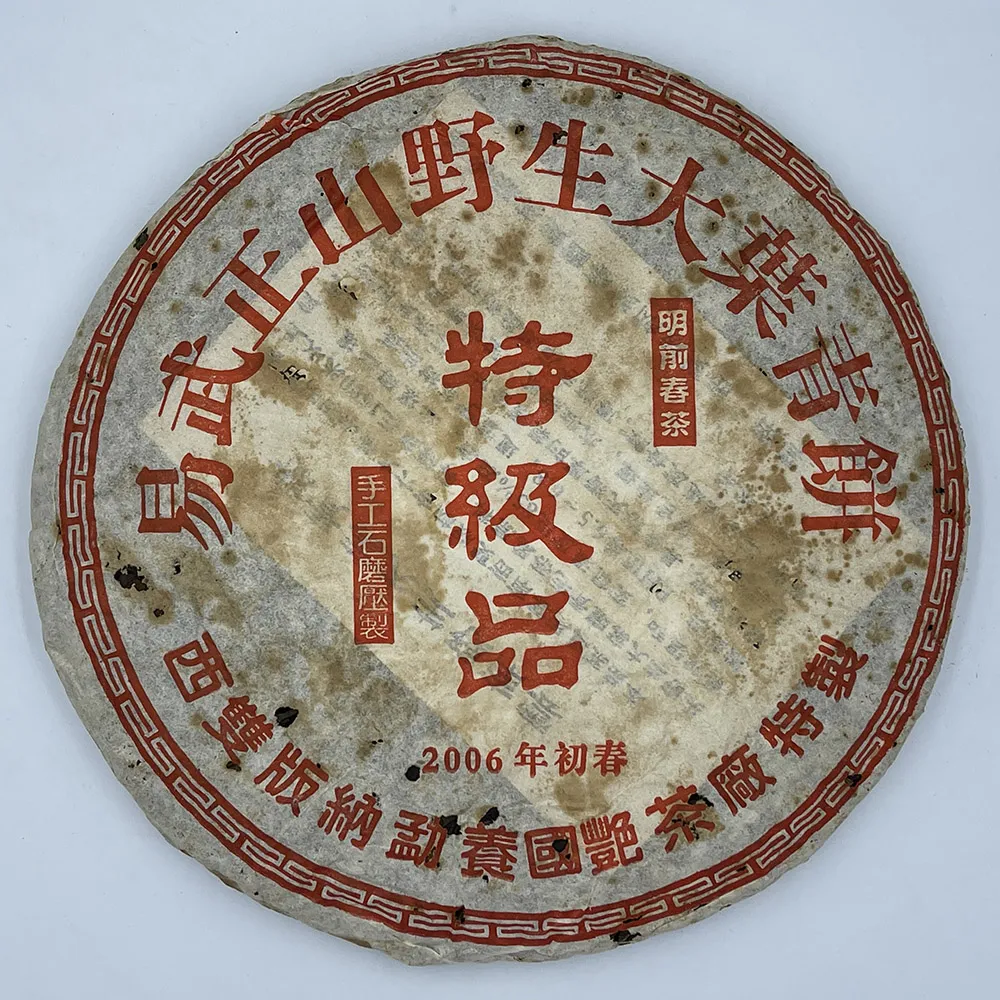 易武正山野生大葉青餅
明前春茶
特級品
手工石磨壓製
2006年初春
西雙版納勐養國艷茶廠特製